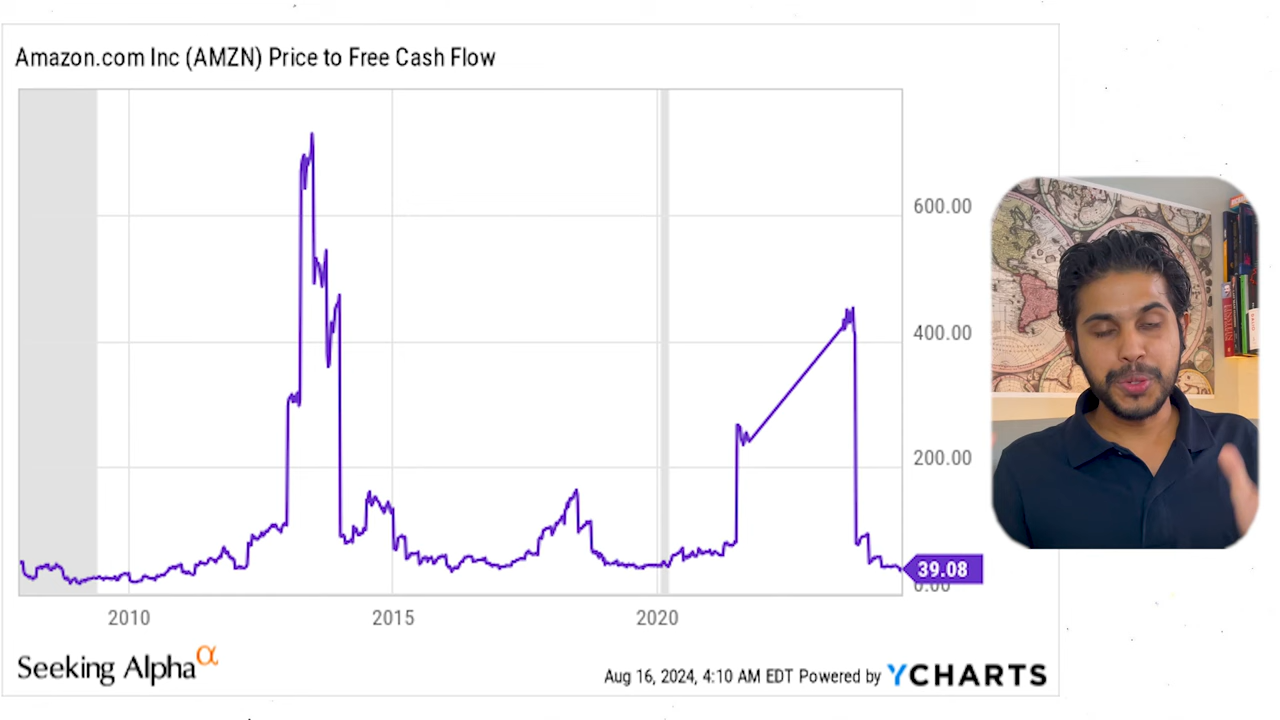 Amazon.com Inc (AMZN) Price to Free Cash Flow
600.00
400.00
200.00
39.08
0.00
2010 2015 2020
Seeking Alpha α
Aug 16, 2024, 4:10 AM EDT Powered by YCHARTS